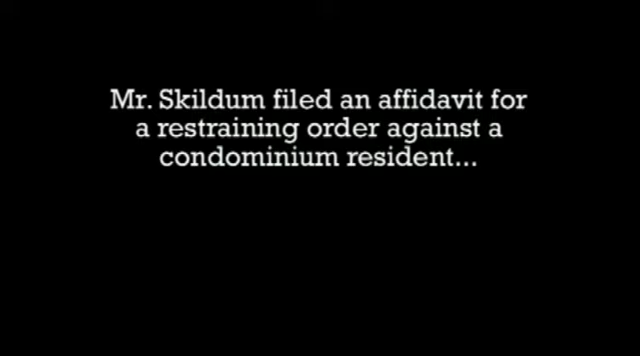 Mr. Skildum filed an affidavit for
a restraining order against a
condominium resident...